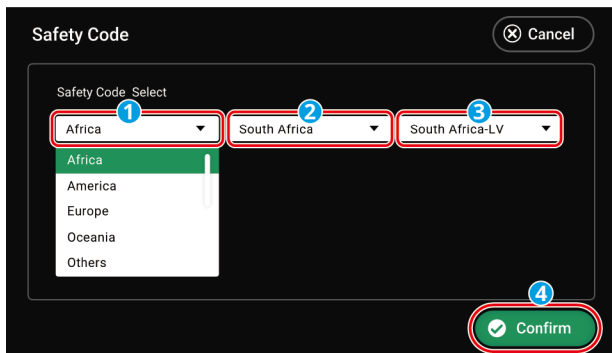 Safety Code
Cancel
Safety Code Select
1
2
3
Africa
South Africa
South Africa-LV
Africa
America
Europe
Oceania
Others
4
Confirm